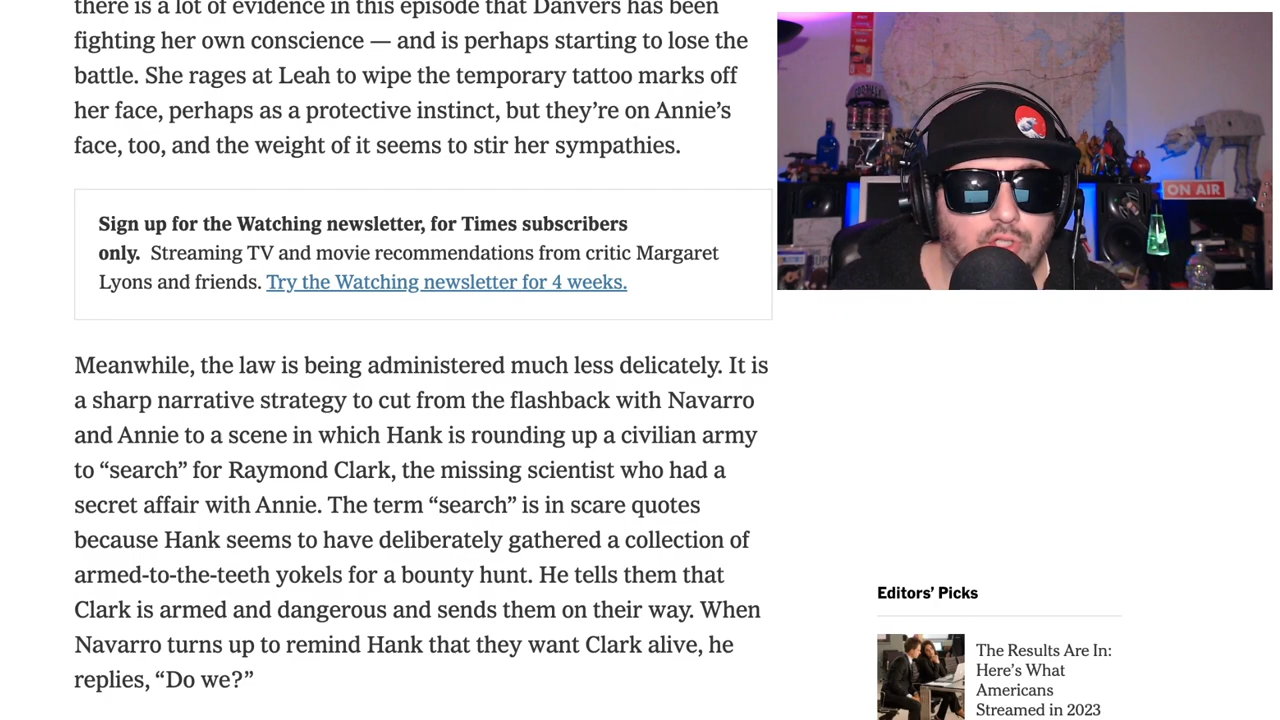 there is a lot of evidence in this episode that Danvers has been
fighting her own conscience — and is perhaps starting to lose the
battle. She rages at Leah to wipe the temporary tattoo marks off
her face, perhaps as a protective instinct, but they’re on Annie’s
face, too, and the weight of it seems to stir her sympathies.
Sign up for the Watching newsletter, for Times subscribers
only. Streaming TV and movie recommendations from critic Margaret
Lyons and friends. Try the Watching newsletter for 4 weeks.
Meanwhile, the law is being administered much less delicately. It is
a sharp narrative strategy to cut from the flashback with Navarro
and Annie to a scene in which Hank is rounding up a civilian army
to “search” for Raymond Clark, the missing scientist who had a
secret affair with Annie. The term “search” is in scare quotes
because Hank seems to have deliberately gathered a collection of
armed-to-the-teeth yokels for a bounty hunt. He tells them that
Clark is armed and dangerous and sends them on their way. When
Navarro turns up to remind Hank that they want Clark alive, he
replies, “Do we?”
ON AIR
Editors’ Picks
The Results Are In:
Here’s What
Americans
Streamed in 2023